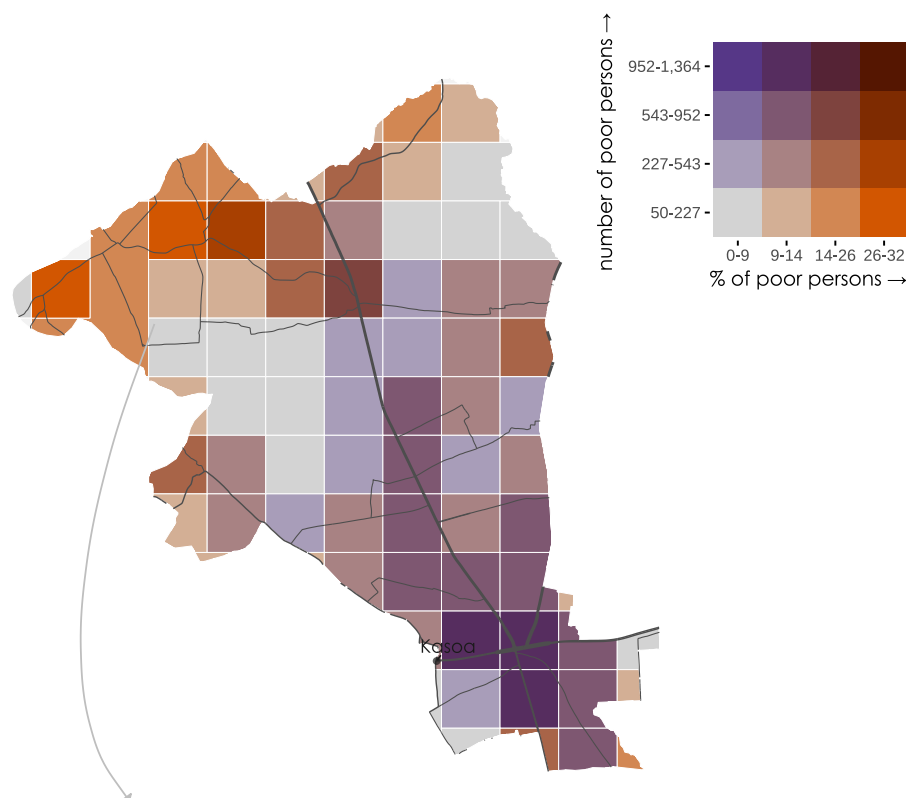 number of poor persons →
952-1,364
543-952
227-543
50-227
0-9 9-14 14-26 26-32
% of poor persons →
Kasoa